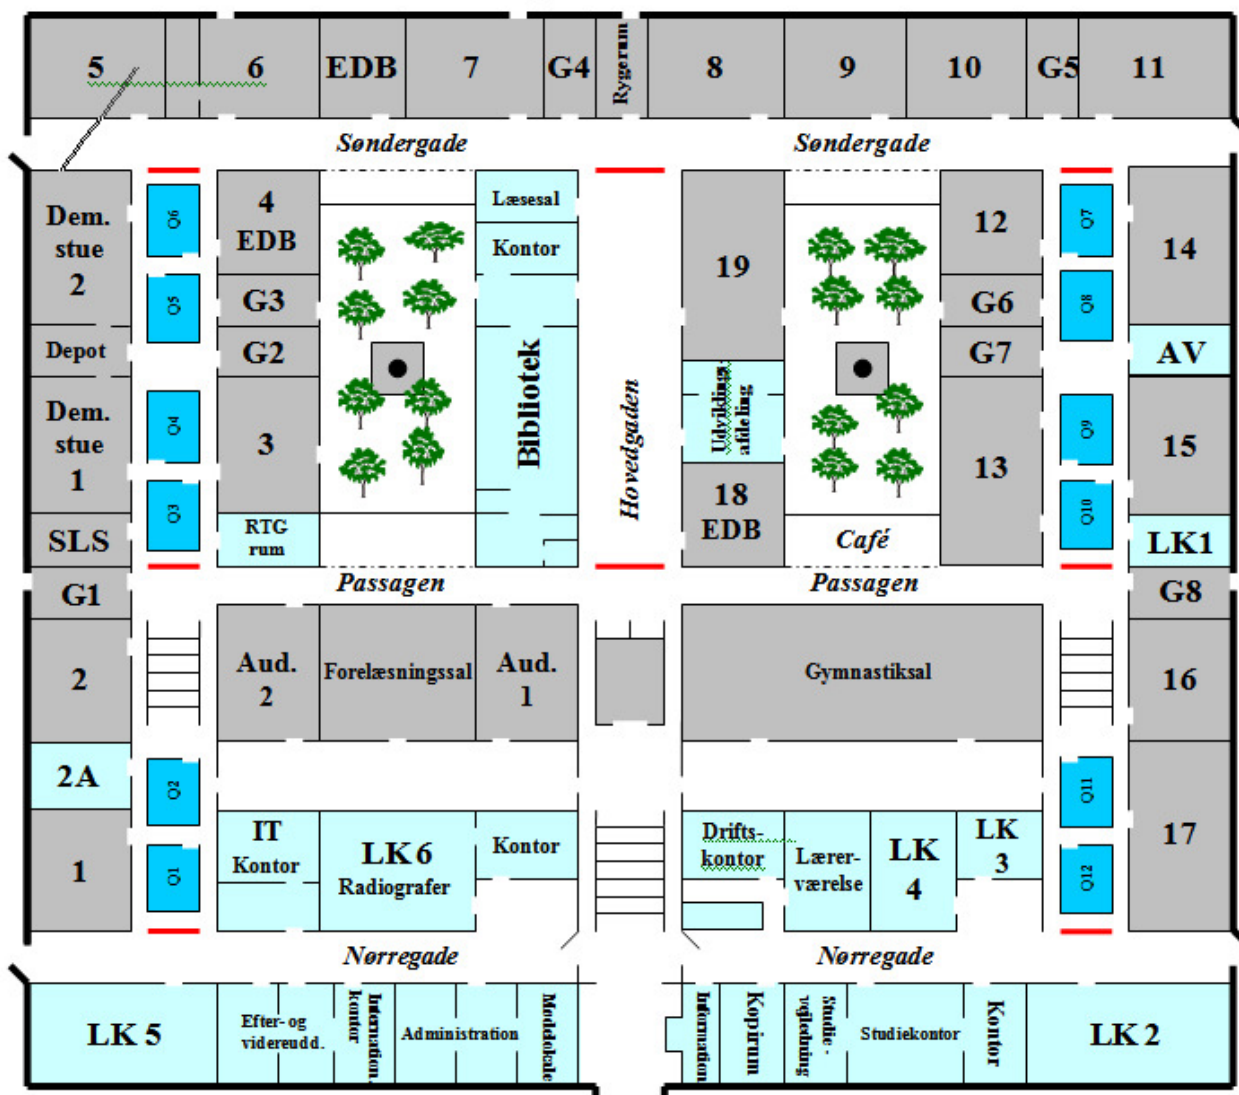 5
6
EDB
7
G4
Rygerum
8
9
10
G5
11
Søndergade
Søndergade
Dem.
stue
2
Q6
4
EDB
Læsesal
Kontor
19
12
Q7
14
Q5
G3
G6
Q8
Depot
G2
G7
AV
Dem.
stue
1
Q4
3
Bibliotek
Hovedgaden
Udviklings
afdeling
13
Q9
15
Q3
18
EDB
Q10
SLS
RTG
rum
Café
LK1
Passagen
Passagen
G1
G8
2
Aud.
2
Forelæsningssal
Aud.
1
Gymnastiksal
16
2A
Q2
Q11
17
1
Q1
IT
Kontor
LK 6
Radiografer
Kontor
Drifts-
kontor
Lærer-
værelse
LK
4
LK
3
Q12
Nørregade
Nørregade
LK 5
Efter- og
videreudd.
Internation.
kontor
Administration
Mødelokale
Information
Kopirum
Studie -
vejledning
Studiekontor
Kontor
LK 2